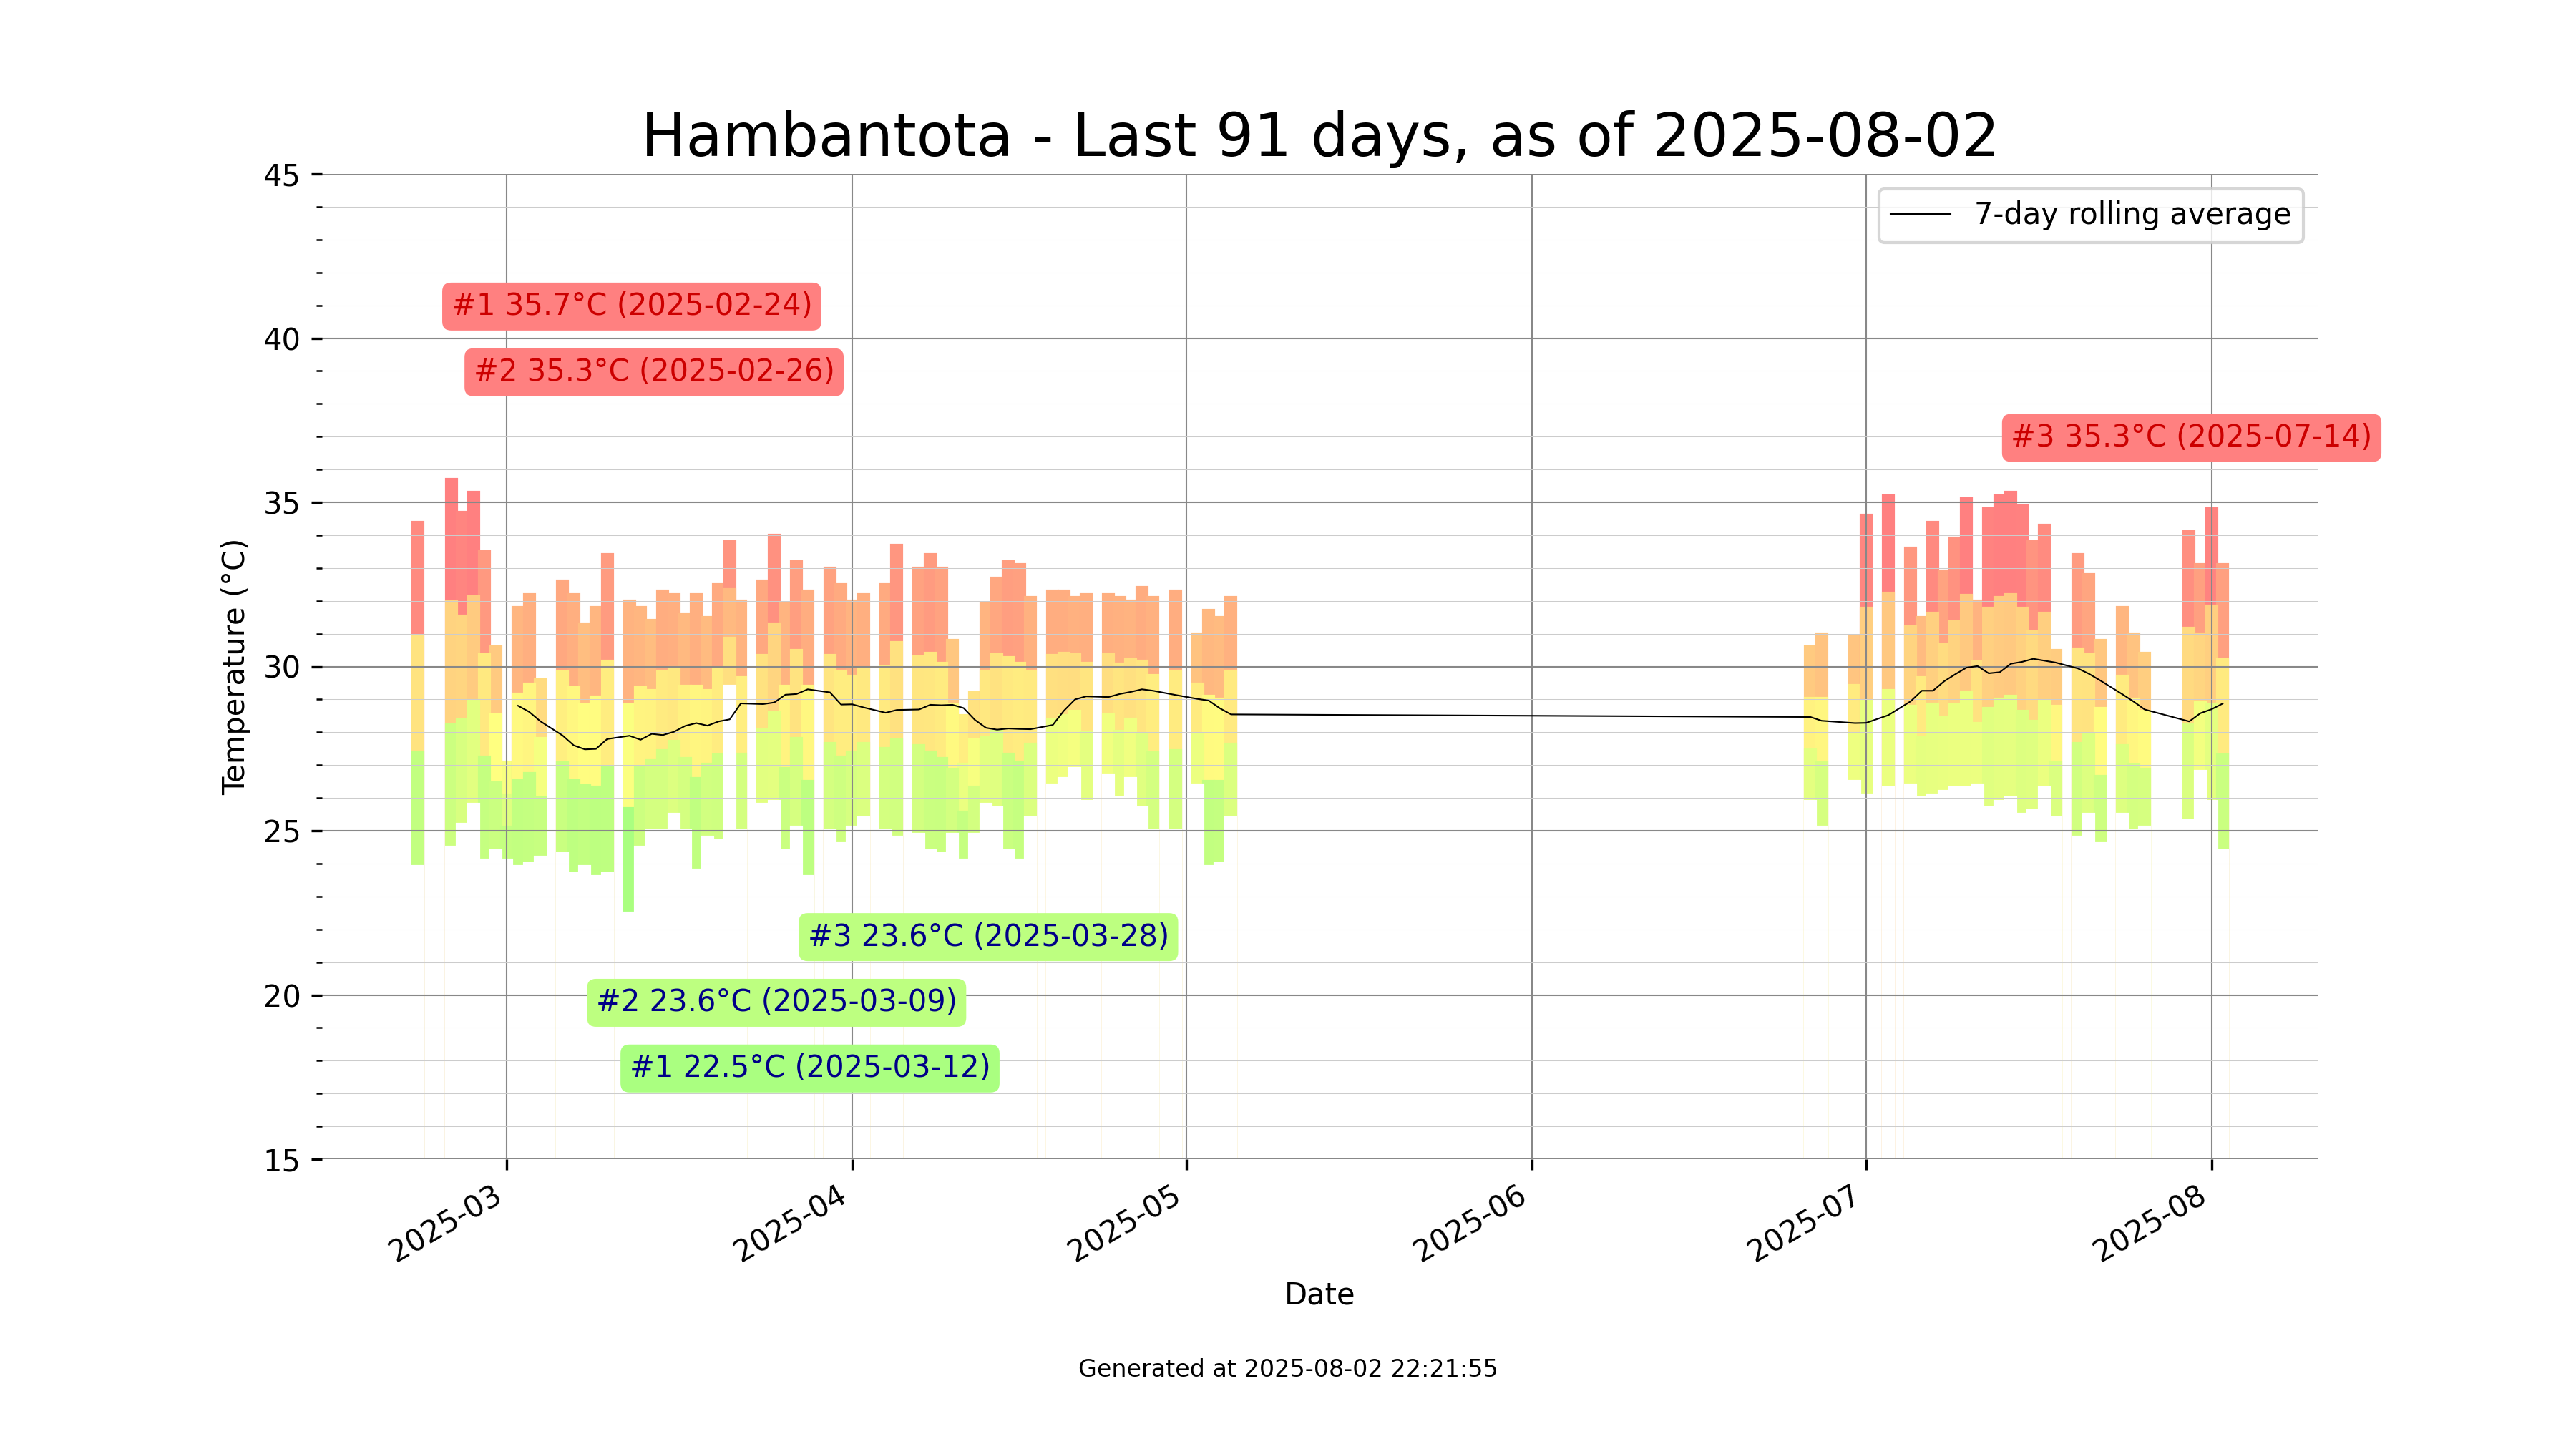 Hambantota - Last 91 days, as of 2025-08-02
7-day rolling average
#1 35.7°C (2025-02-24)
#2 35.3°C (2025-02-26)
#3 35.3°C (2025-07-14)
#3 23.6°C (2025-03-28)
#2 23.6°C (2025-03-09)
#1 22.5°C (2025-03-12)
Temperature (°C)
45
40
35
30
25
20
15
2025-03
2025-04
2025-05
2025-06
2025-07
2025-08
Date
Generated at 2025-08-02 22:21:55